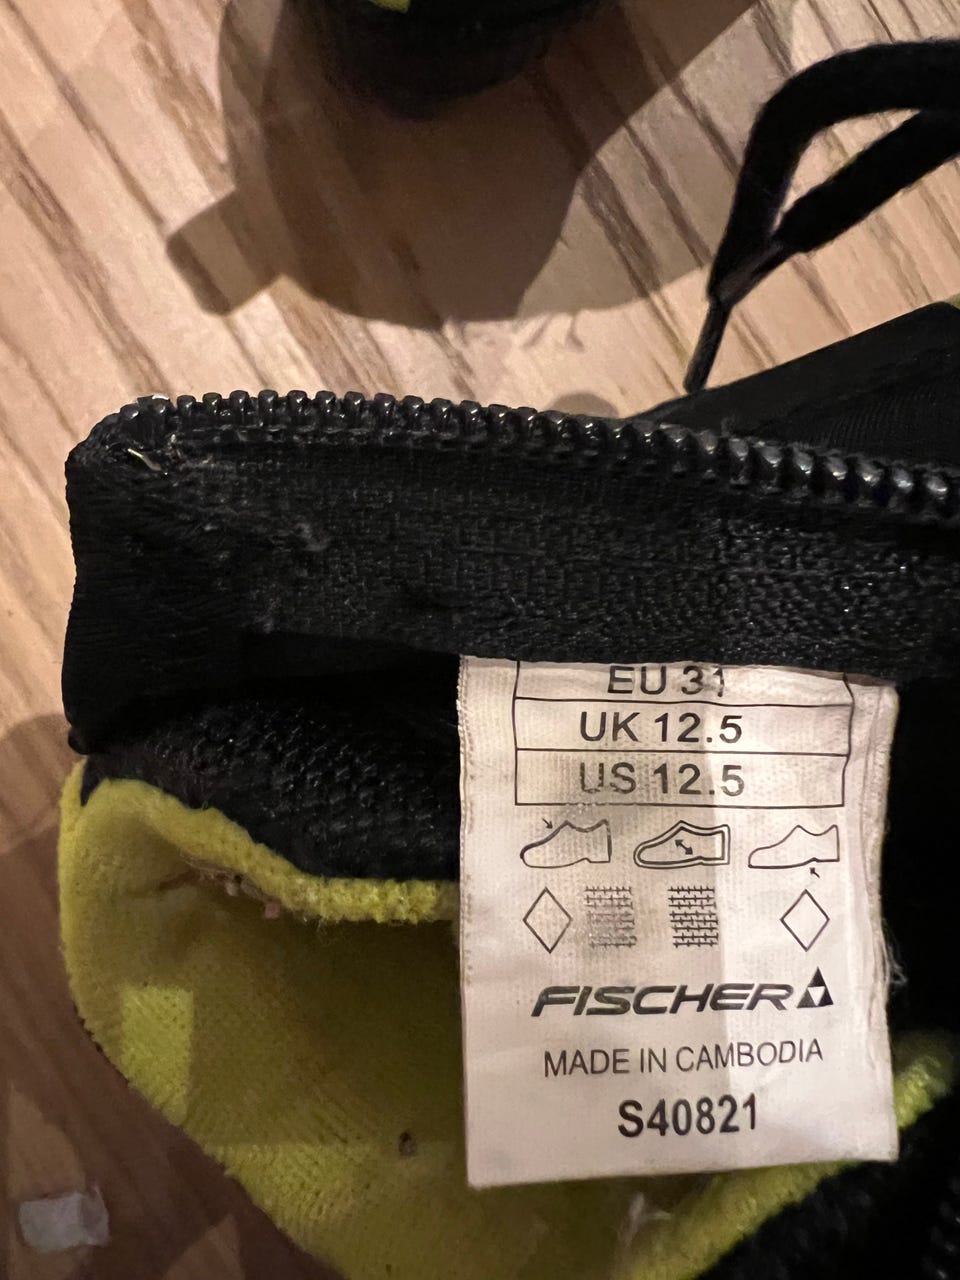 EU 31
UK 12.5
US 12.5
FISCHER
MADE IN CAMBODIA
S40821